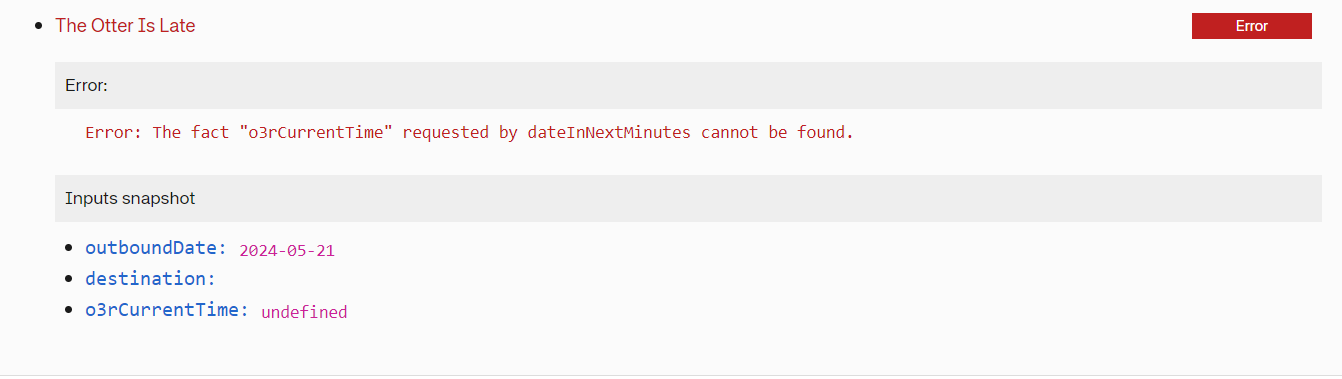 The Otter Is Late
Error
Error:
Error: The fact "o3rCurrentTime" requested by dateInNextMinutes cannot be found.
Inputs snapshot
outboundDate: 2024-05-21
destination:
o3rCurrentTime: undefined